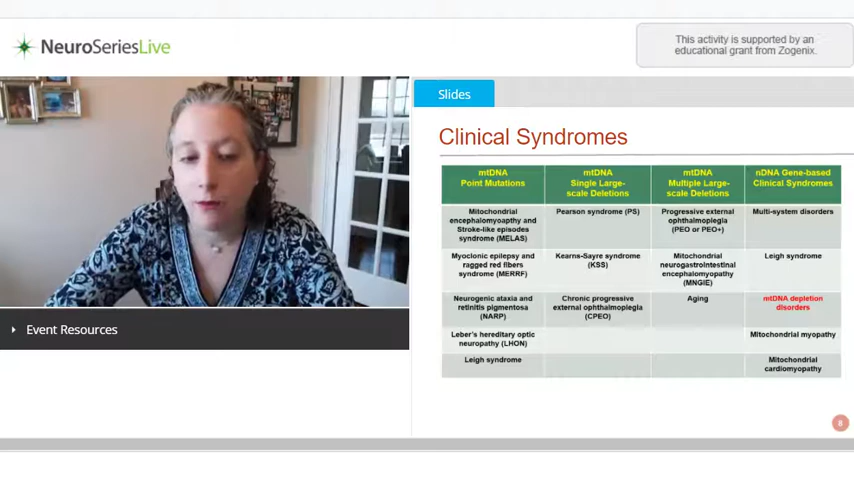 NeuroSeriesLive
This activity is supported by an
educational grant from Zogenix.
Slides
Clinical Syndromes
mtDNA
Point Mutations
mtDNA
Single Large-
scale Deletions
mtDNA
Multiple Large-
scale Deletions
nDNA Gene-based
Clinical Syndromes
Mitochondrial
encephalomyoapthy and
Stroke-like episodes
syndrome (MELAS)
Pearson syndrome (PS)
Progressive external
ophthalmoplegia
(PEO or PEO+)
Multi-system disorders
Myoclonic epilepsy and
ragged red fibers
syndrome (MERRF)
Kearns-Sayre syndrome
(KSS)
Mitochondrial
neurogastrointestinal
encephalomyopathy
(MNGIE)
Leigh syndrome
Neurogenic ataxia and
retinitis pigmentosa
(NARP)
Chronic progressive
external ophthalmoplegia
(CPEO)
Aging
mtDNA depletion
disorders
Leber's hereditary optic
neuropathy (LHON)
Mitochondrial myopathy
Leigh syndrome
Mitochondrial
cardiomyopathy
8
Event Resources